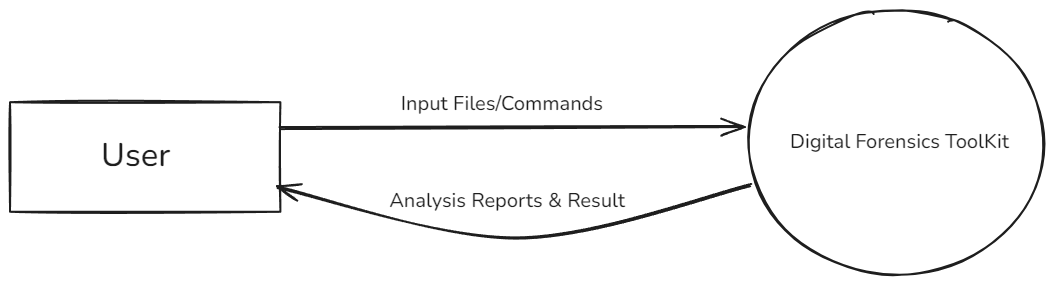 Input Files/Commands
User
Digital Forensics ToolKit
Analysis Reports & Result